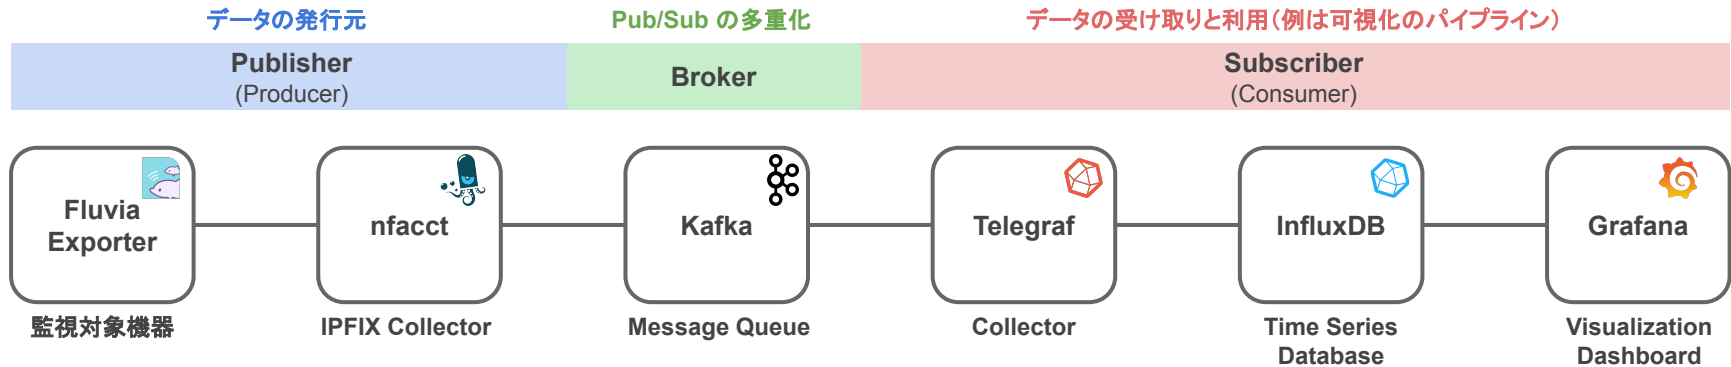 データの発行元
Pub/Sub の多重化
データの受け取りと利用（例は可視化のパイプライン）
Publisher
(Producer)
Broker
Subscriber
(Consumer)
Fluvia
Exporter
nfacct
Kafka
Telegraf
InfluxDB
Grafana
監視対象機器
IPFIX Collector
Message Queue
Collector
Time Series
Database
Visualization
Dashboard